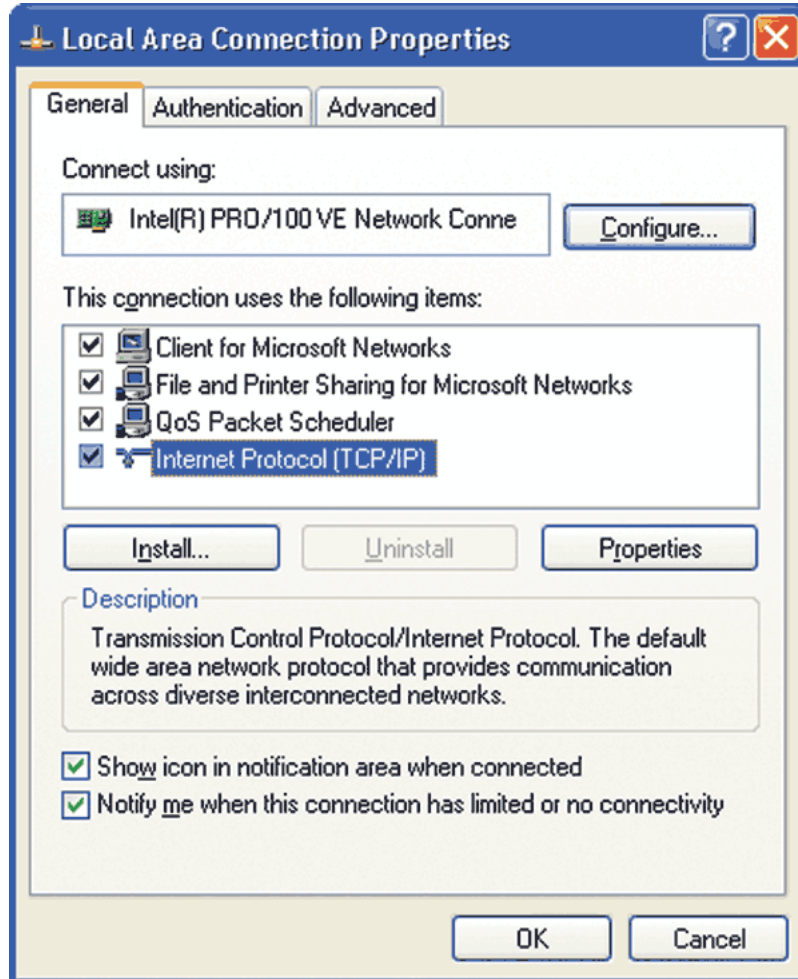 Local Area Connection Properties
General Authentication Advanced
Connect using:
Intel(R) PRO/100 VE Network Conne
Configure...
This connection uses the following items:
Client for Microsoft Networks
File and Printer Sharing for Microsoft Networks
QoS Packet Scheduler
Internet Protocol (TCP/IP)
Install... Uninstall Properties
Description
Transmission Control Protocol/Internet Protocol. The default
wide area network protocol that provides communication
across diverse interconnected networks.
Show icon in notification area when connected
Notify me when this connection has limited or no connectivity
OK Cancel